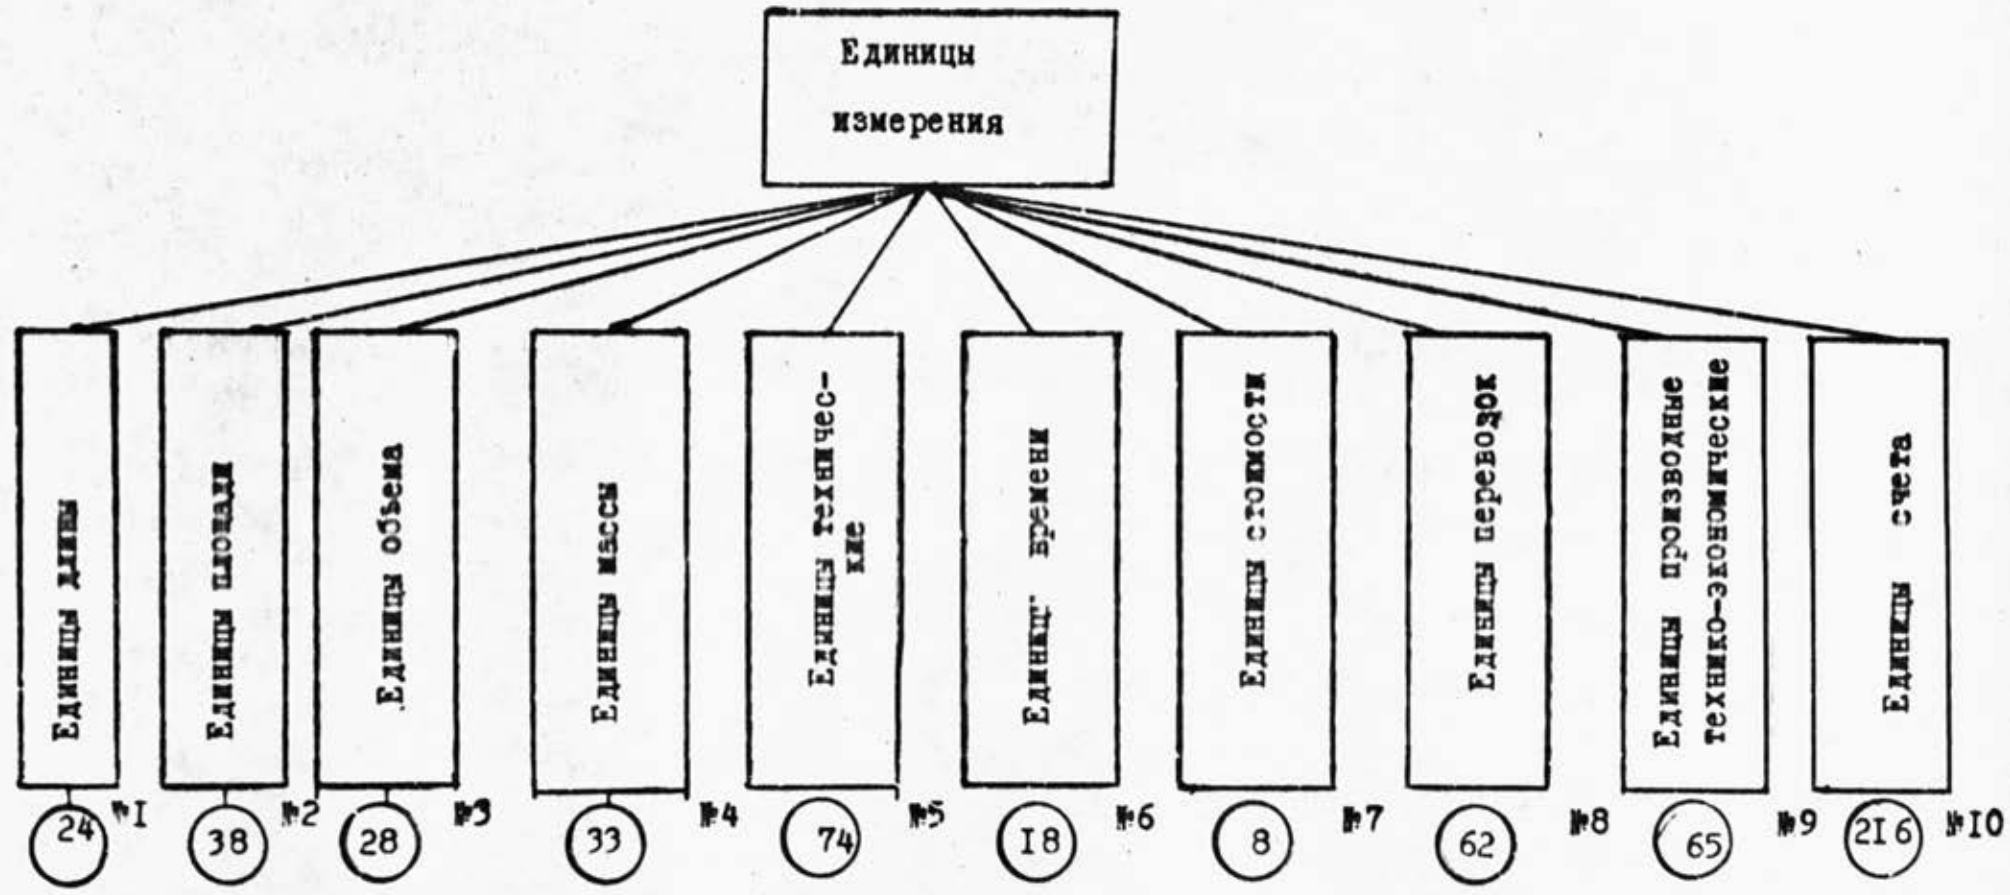 Единицы
измерения
Единицы длины
Единицы площади
Единицы объема
Единицы массы
Единицы техничес-
кие
Единицы времени
Единицы стоимости
Единицы перевозок
Единицы производные
технико-экономические
Единицы счета
24 №1
38 №2
28 №3
33 №4
74 №5
18 №6
8 №7
62 №8
65 №9
216 №10